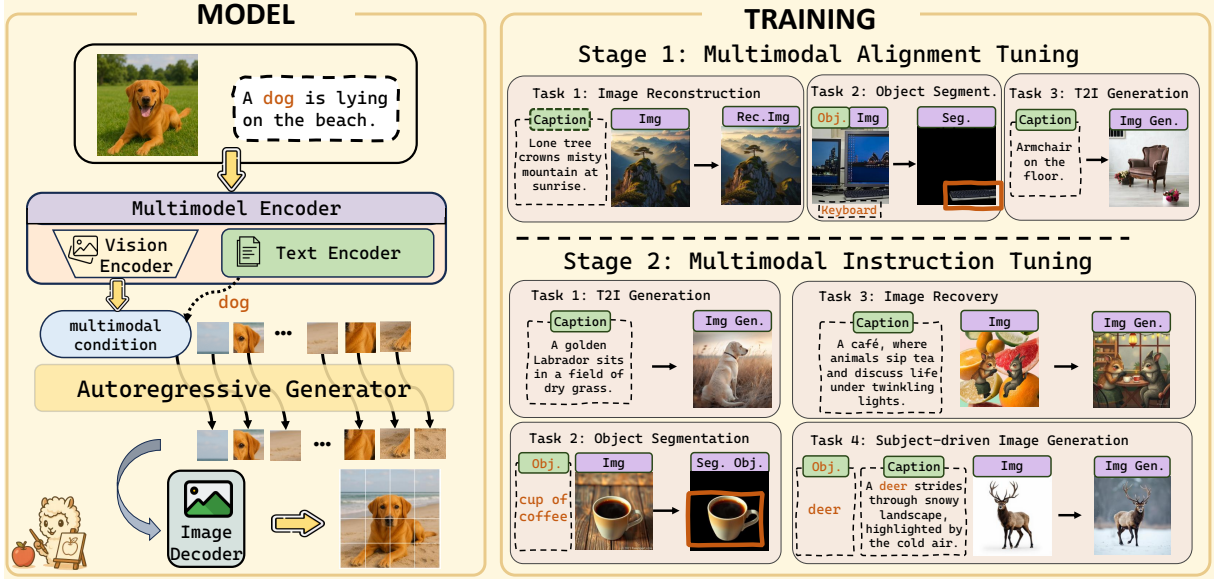 MODEL
A dog is lying
on the beach.
Multimodel Encoder
Vision
Encoder
Text Encoder
dog
multimodal
condition
•••
Autoregressive Generator
•••
Image
Decoder
TRAINING
Stage 1: Multimodal Alignment Tuning
Task 1: Image Reconstruction
Caption
Img
Rec.Img
Lone tree
crowns misty
mountain at
sunrise.
Task 2: Object Segment.
Obj.
Img
Seg.
Keyboard
Task 3: T2I Generation
Caption
Img Gen.
Armchair
on the
floor.
Stage 2: Multimodal Instruction Tuning
Task 1: T2I Generation
Caption
Img Gen.
A golden
Labrador sits
in a field of
dry grass.
Task 3: Image Recovery
Caption
Img
Img Gen.
A café, where
animals sip tea
and discuss life
under twinkling
lights.
Task 2: Object Segmentation
Obj.
Img
Seg. Obj.
cup of
coffee
Task 4: Subject-driven Image Generation
Obj.
Caption
Img
Img Gen.
deer
A deer strides
through snowy
landscape,
highlighted by
the cold air.